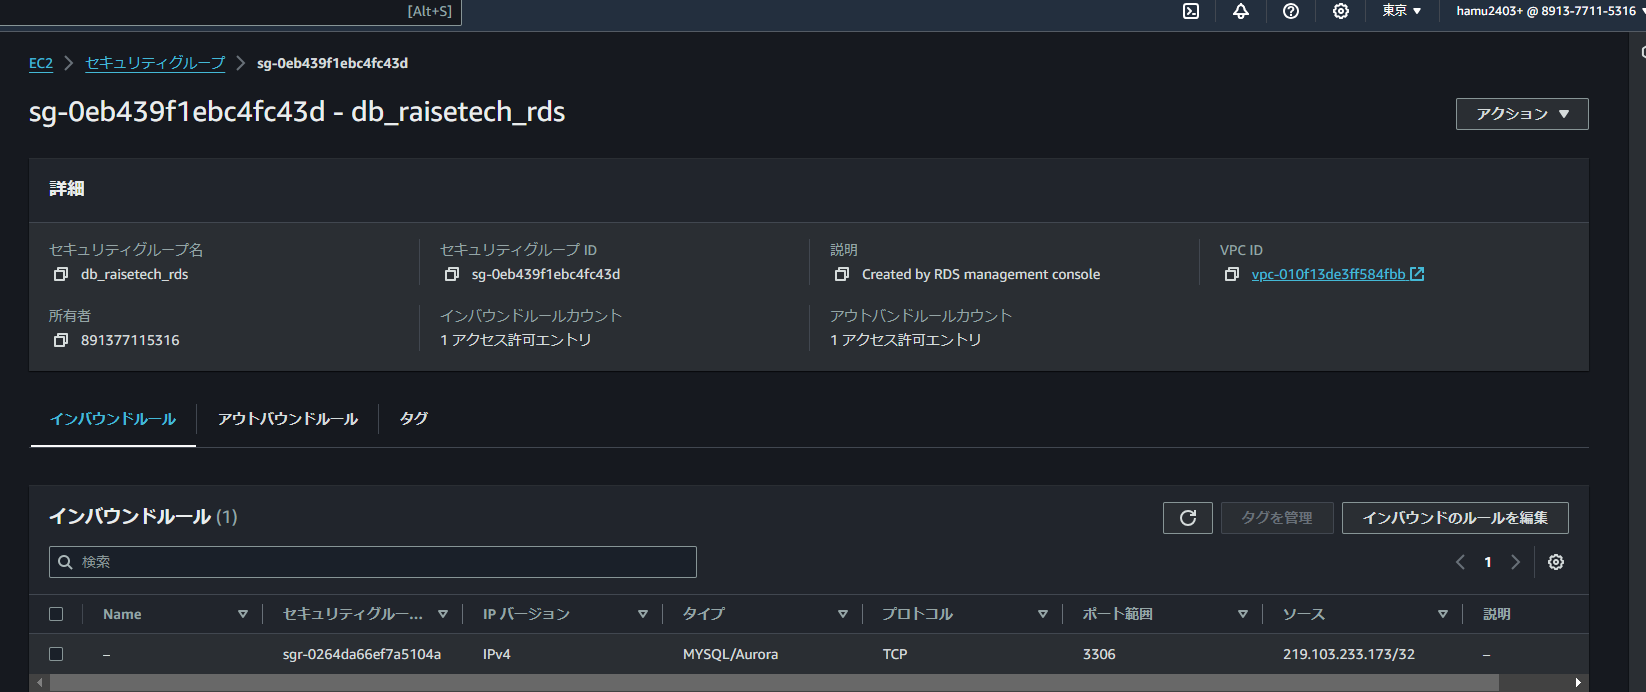 [Alt+S]
東京 ▼
hamu2403+ @ 8913-7711-5316
EC2 > セキュリティグループ > sg-0eb439f1ebc4fc43d
sg-0eb439f1ebc4fc43d - db_raisetech_rds
アクション ▼
詳細
セキュリティグループ名
db_raisetech_rds
セキュリティグループ ID
sg-0eb439f1ebc4fc43d
説明
Created by RDS management console
VPC ID
vpc-010f13de3ff584fbb
所有者
891377115316
インバウンドルールカウント
1 アクセス許可エントリ
アウトバンドルールカウント
1 アクセス許可エントリ
インバウンドルール
アウトバウンドルール
タグ
インバウンドルール (1)
タグを管理
インバウンドのルールを編集
検索
1
Name セキュリティグルー... IP バージョン タイプ プロトコル ポート範囲 ソース 説明
– sgr-0264da66ef7a5104a IPv4 MYSQL/Aurora TCP 3306 219.103.233.173/32 –